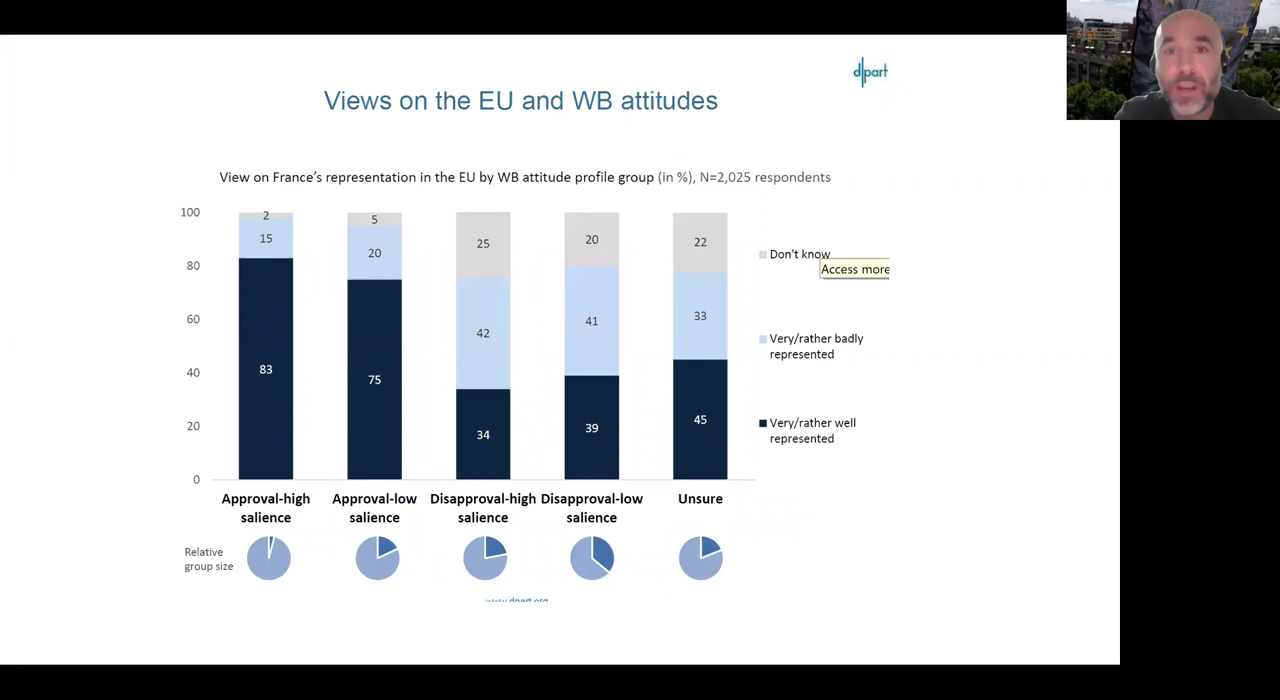 d|part
Views on the EU and WB attitudes
View on France's representation in the EU by WB attitude profile group (in %), N=2,025 respondents
100
80
60
40
20
0
2
15
83
5
20
75
25
42
34
20
41
39
22
33
45
Don't know
Access more
Very/rather badly
represented
Very/rather well
represented
Approval-high
salience
Approval-low
salience
Disapproval-high
salience
Disapproval-low
salience
Unsure
Relative
group size
www.dpart.org